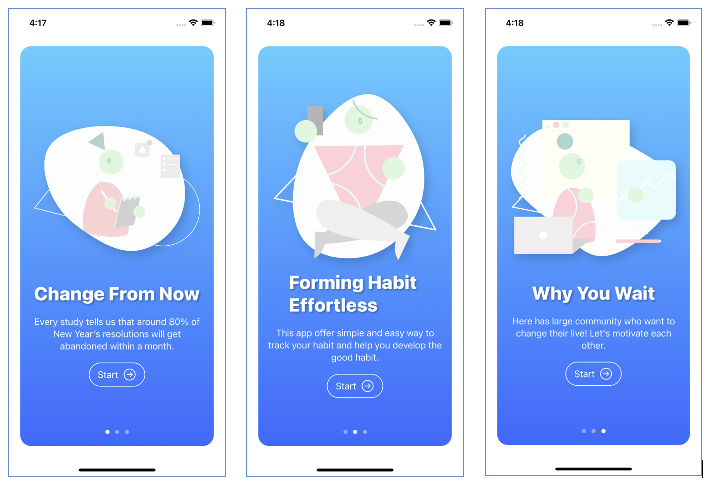 4:17
Change From Now
Every study tells us that around 80% of
New Year's resolutions will get
abandoned within a month.
Start
4:18
Forming Habit
Effortless
This app offer simple and easy way to
track your habit and help you develop the
good habit.
Start
4:18
Why You Wait
Here has large community who want to
change their live! Let's motivate each
other.
Start